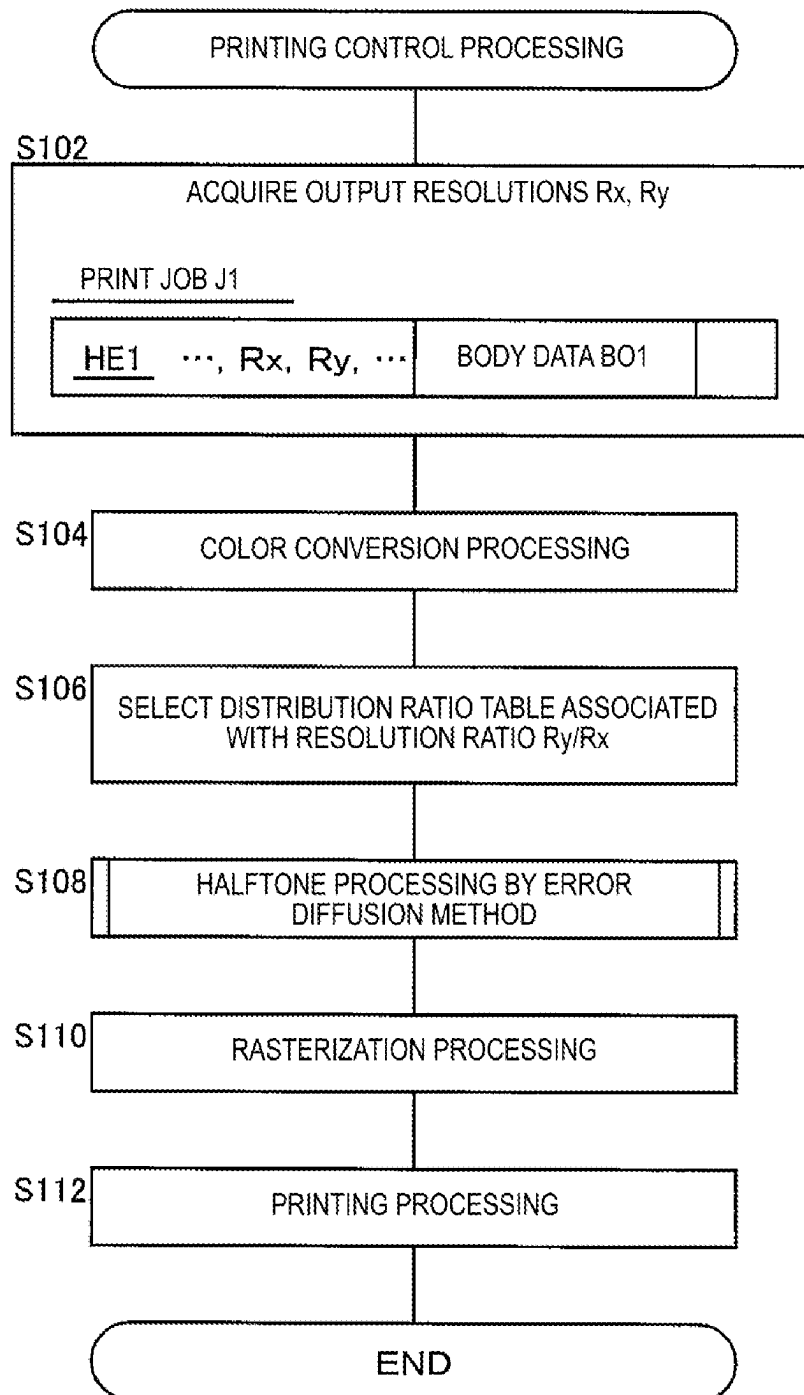 PRINTING CONTROL PROCESSING
S102
ACQUIRE OUTPUT RESOLUTIONS Rx, Ry
PRINT JOB J1
HE1 ···, Rx, Ry, ··· BODY DATA BO1
S104
COLOR CONVERSION PROCESSING
S106
SELECT DISTRIBUTION RATIO TABLE ASSOCIATED
WITH RESOLUTION RATIO Ry/Rx
S108
HALFTONE PROCESSING BY ERROR
DIFFUSION METHOD
S110
RASTERIZATION PROCESSING
S112
PRINTING PROCESSING
END